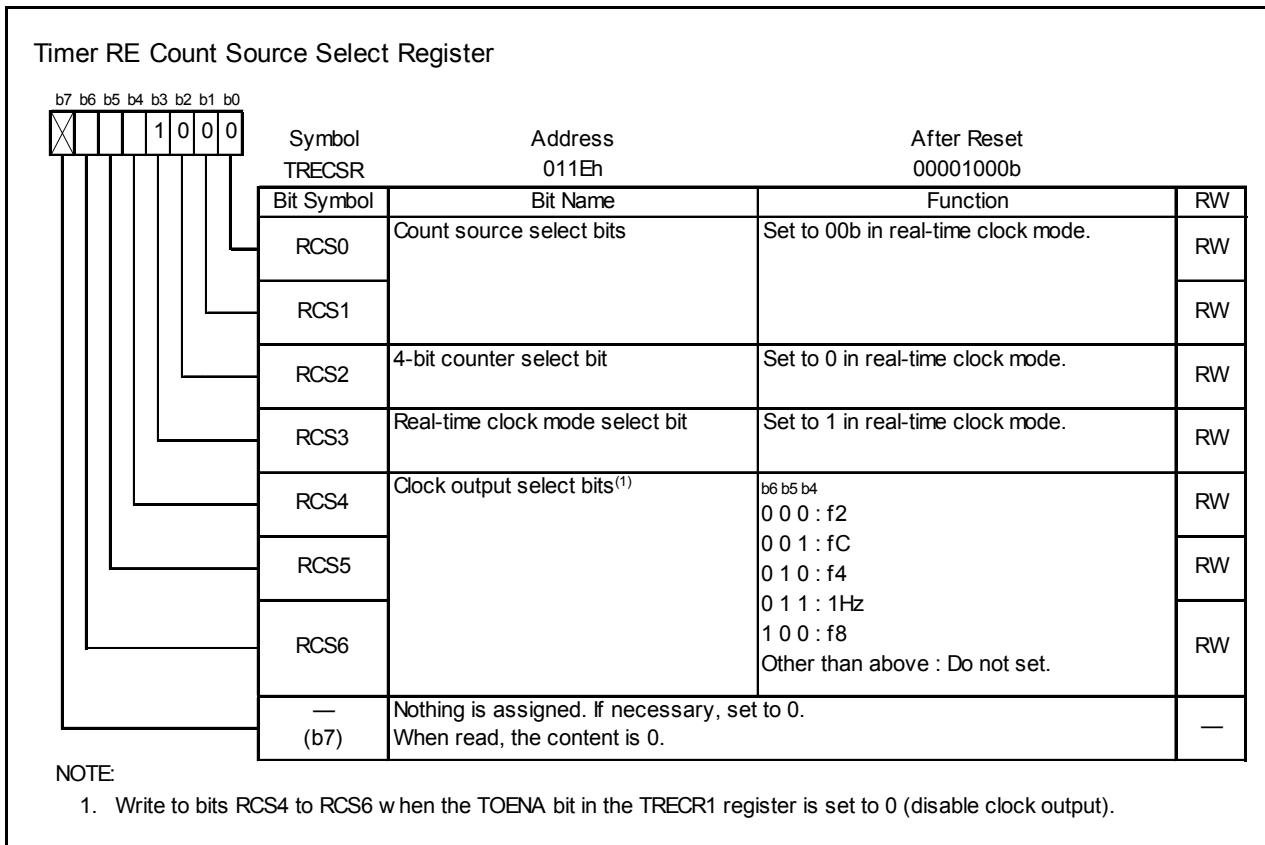 Timer RE Count Source Select Register
b7 b6 b5 b4 b3 b2 b1 b0
1 0 0 0
Symbol Address After Reset
TRECSR 011Eh 00001000b
Bit Symbol Bit Name Function RW
RCS0 Count source select bits Set to 00b in real-time clock mode. RW
RCS1 RW
RCS2 4-bit counter select bit Set to 0 in real-time clock mode. RW
RCS3 Real-time clock mode select bit Set to 1 in real-time clock mode. RW
RCS4 Clock output select bits(1) b6 b5 b4 RW
0 0 0 : f2
0 0 1 : fC
RCS5 0 1 0 : f4 RW
0 1 1 : 1Hz
RCS6 1 0 0 : f8 RW
Other than above : Do not set.
— Nothing is assigned. If necessary, set to 0. —
(b7) When read, the content is 0.
NOTE:
1. Write to bits RCS4 to RCS6 w hen the TOENA bit in the TRECR1 register is set to 0 (disable clock output).